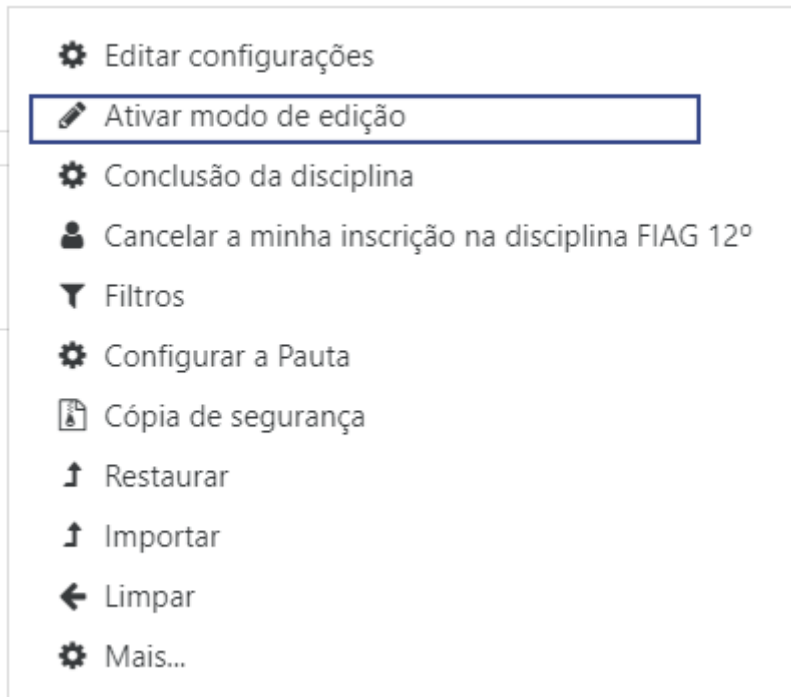 Editar configurações
Ativar modo de edição
Conclusão da disciplina
Cancelar a minha inscrição na disciplina FIAG 12º
Filtros
Configurar a Pauta
Cópia de segurança
Restaurar
Importar
Limpar
Mais...